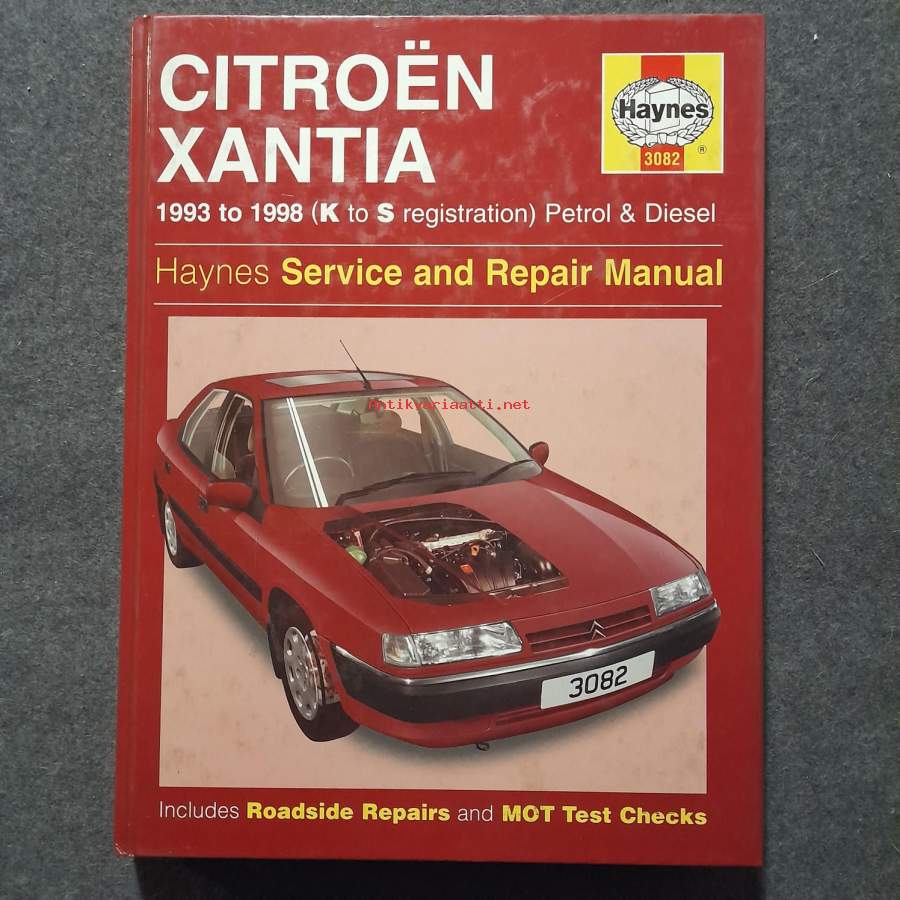 CITROËN
XANTIA
Haynes
3082
®
1993 to 1998 (K to S registration) Petrol & Diesel
Haynes Service and Repair Manual
Antikvariaatti.net
3082
Includes Roadside Repairs and MOT Test Checks